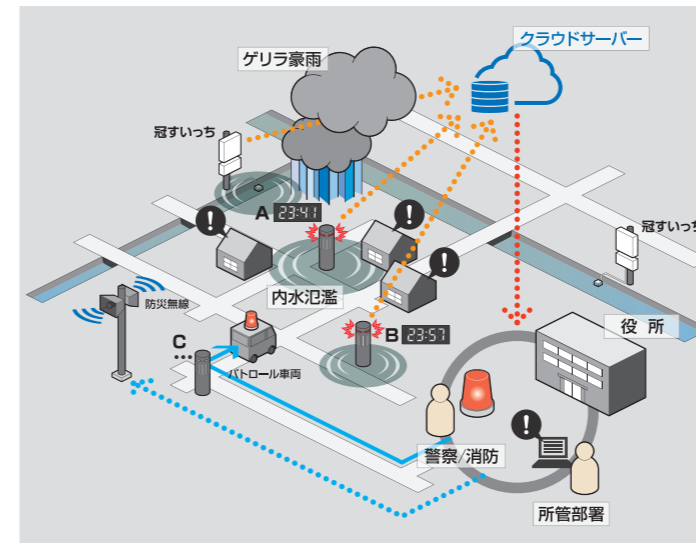 クラウドサーバー
ゲリラ豪雨
冠すいっち
A 23:41
冠すいっち
内水氾濫
防災無線
役 所
B 23:57
C
パトロール車両
警察/消防
所管部署